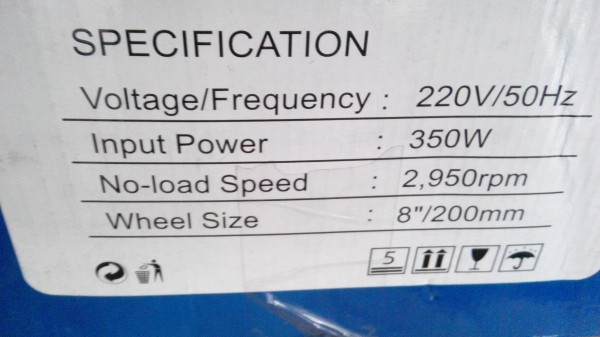 SPECIFICATION
Voltage/Frequency : 220V/50Hz
Input Power : 350W
No-load Speed : 2,950rpm
Wheel Size : 8"/200mm
5